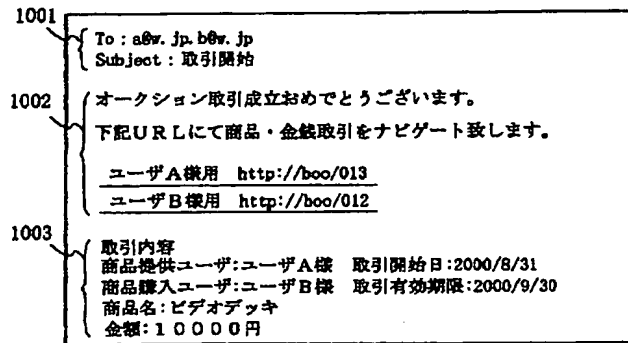 1001
To : a@w. jp. b@w. jp
Subject : 取引開始
1002
オークション取引成立おめでとうございます。
下記URLにて商品・金銭取引をナビゲート致します。
ユーザA様用 http://boo/013
ユーザB様用 http://boo/012
1003
取引内容
商品提供ユーザ:ユーザA様 取引開始日:2000/8/31
商品購入ユーザ:ユーザB様 取引有効期限:2000/9/30
商品名:ビデオデッキ
金額:10000円